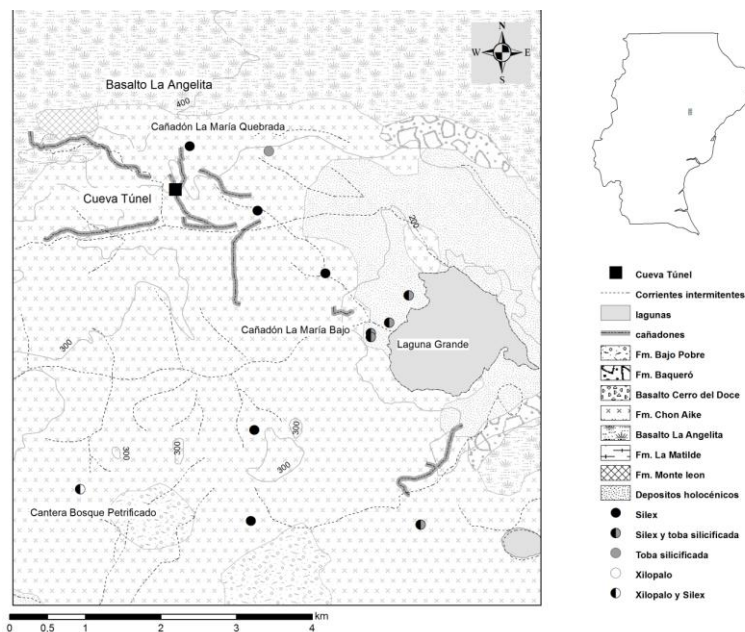 N
W E
S
Basalto La Angelita
400
Cañadón La María Quebrada
Cueva Túnel
200
Cañadón La María Bajo
Laguna Grande
300
300
300
300
300
Cantera Bosque Petrificado
km
0 0.5 1 2 3 4
Cueva Túnel
Corrientes intermitentes
lagunas
cañadones
Fm. Bajo Pobre
Fm. Baqueró
Basalto Cerro del Doce
Fm. Chon Aike
Basalto La Angelita
Fm. La Matilde
Fm. Monte leon
Depositos holocénicos
Silex
Silex y toba silicificada
Toba silicificada
Xilopalo
Xilopalo y Silex